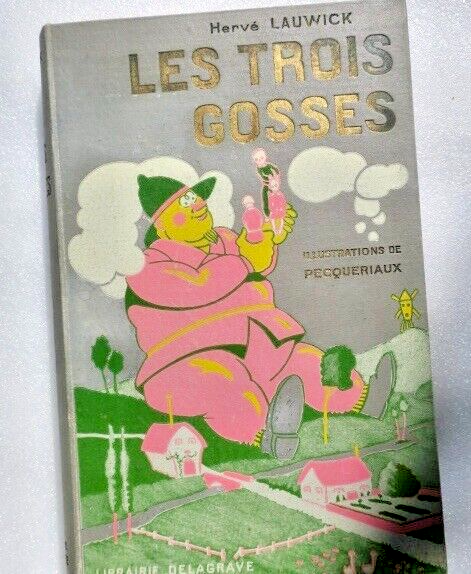 Hervé LAUWICK
LES TROIS
GOSSES
ILLUSTRATIONS DE
PECQUERIAUX
LIBRAIRIE DELAGRAVE